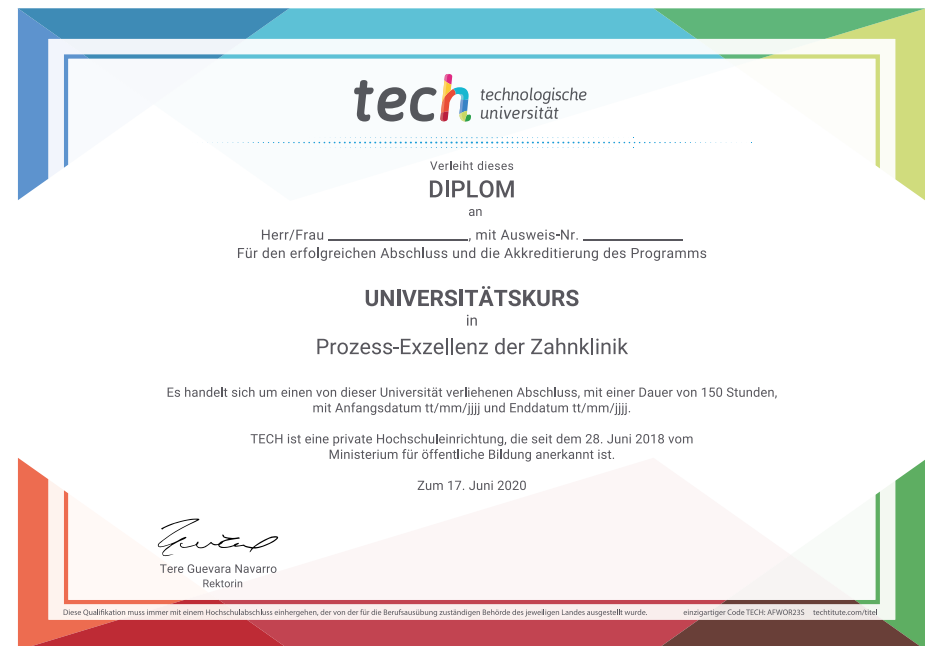 tech technologische
universität
Verleiht dieses
DIPLOM
an
Herr/Frau ____________________, mit Ausweis-Nr. ______________
Für den erfolgreichen Abschluss und die Akkreditierung des Programms
UNIVERSITÄTSKURS
in
Prozess-Exzellenz der Zahnklinik
Es handelt sich um einen von dieser Universität verliehenen Abschluss, mit einer Dauer von 150 Stunden,
mit Anfangsdatum tt/mm/jjjj und Enddatum tt/mm/jjjj.
TECH ist eine private Hochschuleinrichtung, die seit dem 28. Juni 2018 vom
Ministerium für öffentliche Bildung anerkannt ist.
Zum 17. Juni 2020
Tere Guevara Navarro
Rektorin
Diese Qualifikation muss immer mit einem Hochschulabschluss einhergehen, der von der für die Berufsausübung zuständigen Behörde des jeweiligen Landes ausgestellt wurde. einzigartiger Code TECH: AFWOR23S techtitute.com/titel